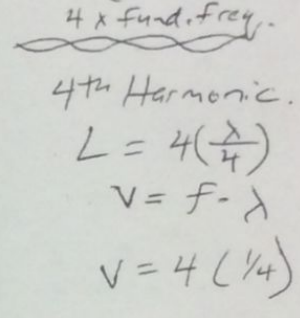 4 x fund. freq.
4th Harmonic.
L = 4(λ/4)
V = f - λ
V = 4 (1/4)